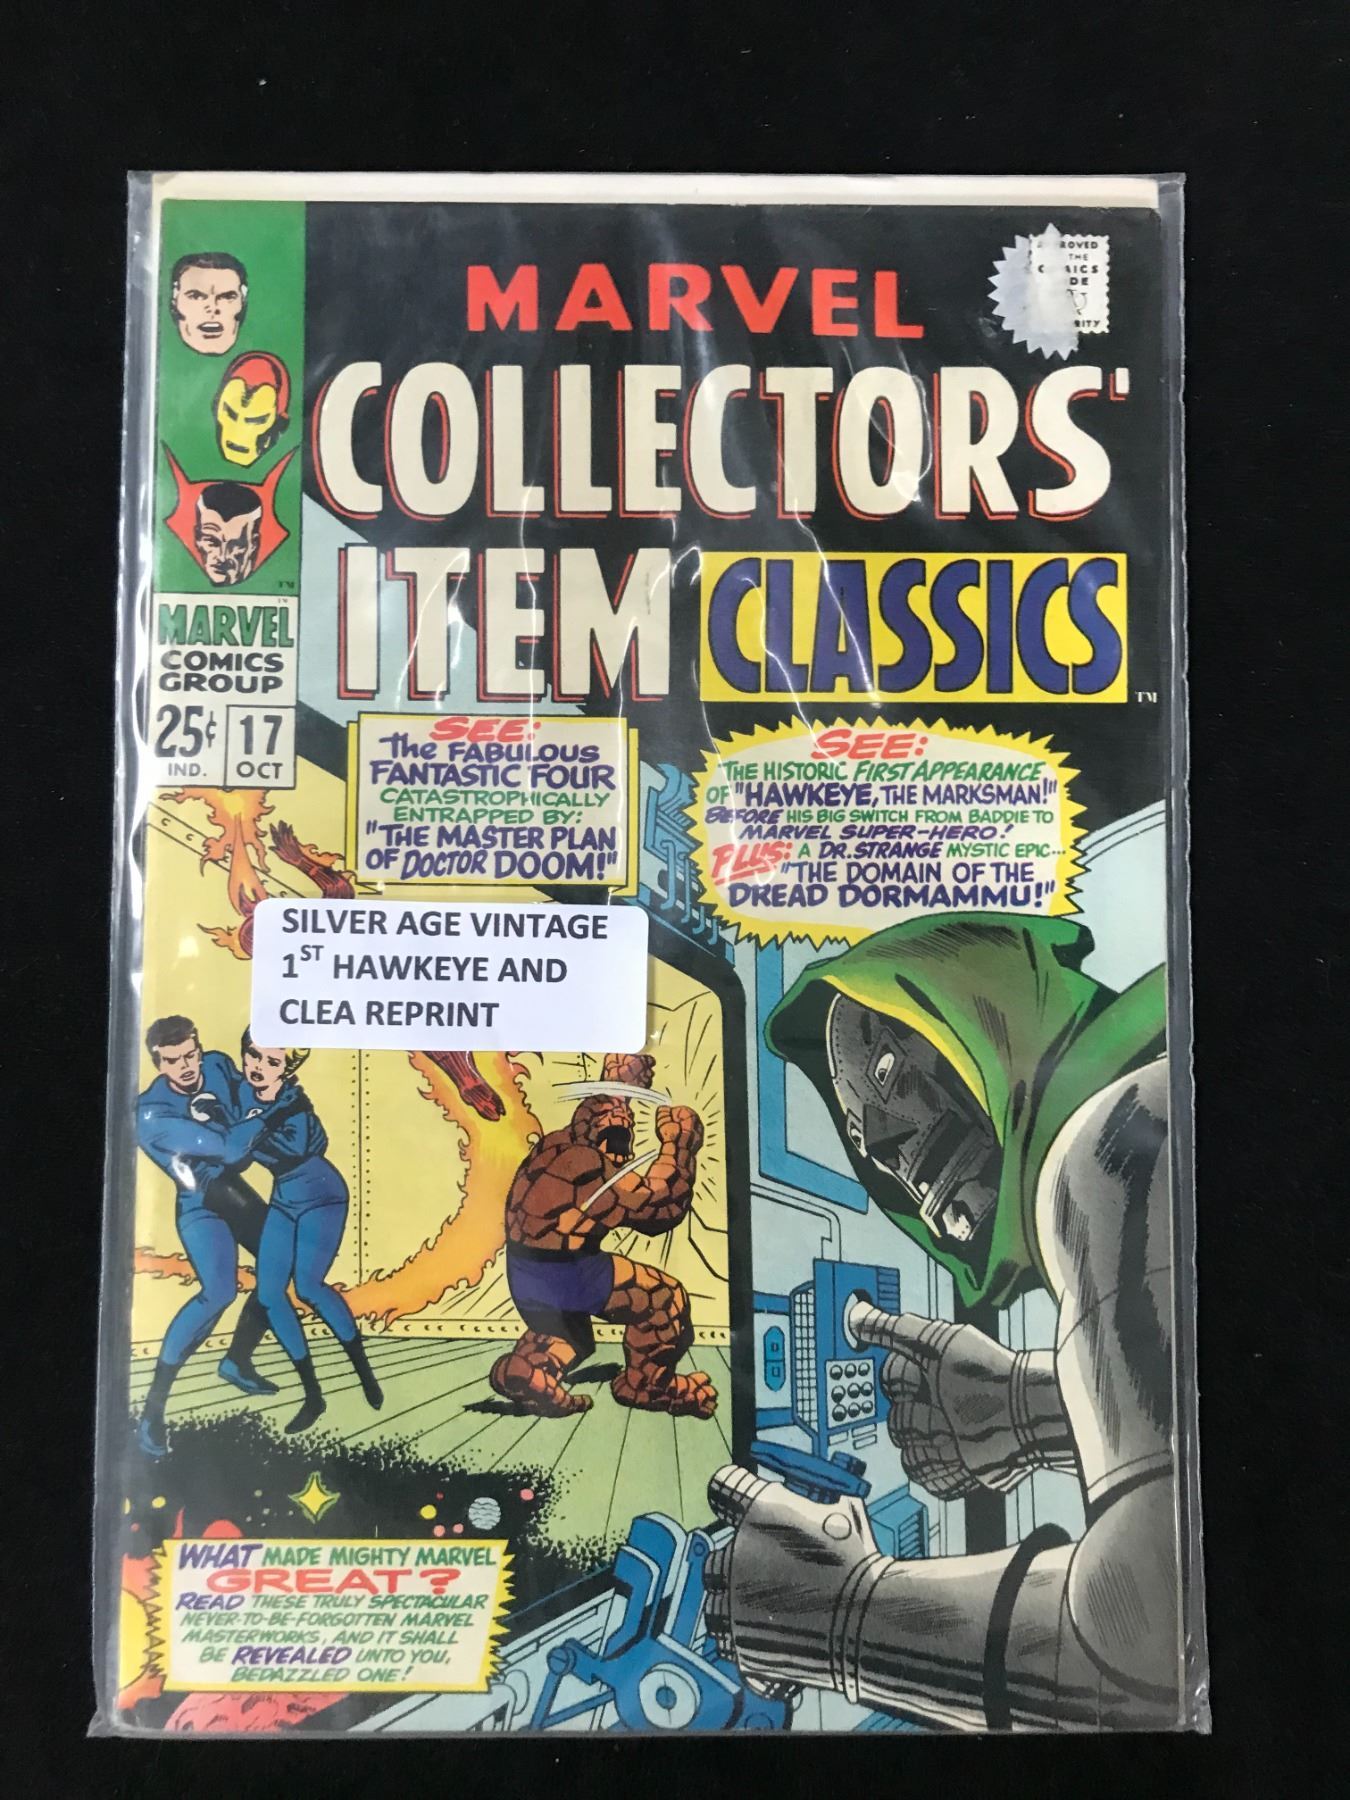 MARVEL
COLLECTORS'
ITEM CLASSICS
TM
TM
TM
MARVEL
COMICS
GROUP
25¢ 17
IND. OCT
THE
SEE:
The FABULOUS
FANTASTIC FOUR
CATASTROPHICALLY
ENTRAPPED BY:
"THE MASTER PLAN
OF DOCTOR DOOM!"
SEE:
THE HISTORIC FIRST APPEARANCE
OF "HAWKEYE, THE MARKSMAN!"
BEFORE HIS BIG SWITCH FROM BADDIE TO
MARVEL SUPER-HERO!
PLUS: A DR. STRANGE MYSTIC EPIC...
"THE DOMAIN OF THE
DREAD DORMAMMU!"
SILVER AGE VINTAGE
1ST HAWKEYE AND
CLEA REPRINT
WHAT MADE MIGHTY MARVEL
GREAT?
READ THESE TRULY SPECTACULAR
NEVER-TO-BE-FORGOTTEN MARVEL
MASTERWORKS, AND IT SHALL
BE REVEALED UNTO YOU,
BEDAZZLED ONE!